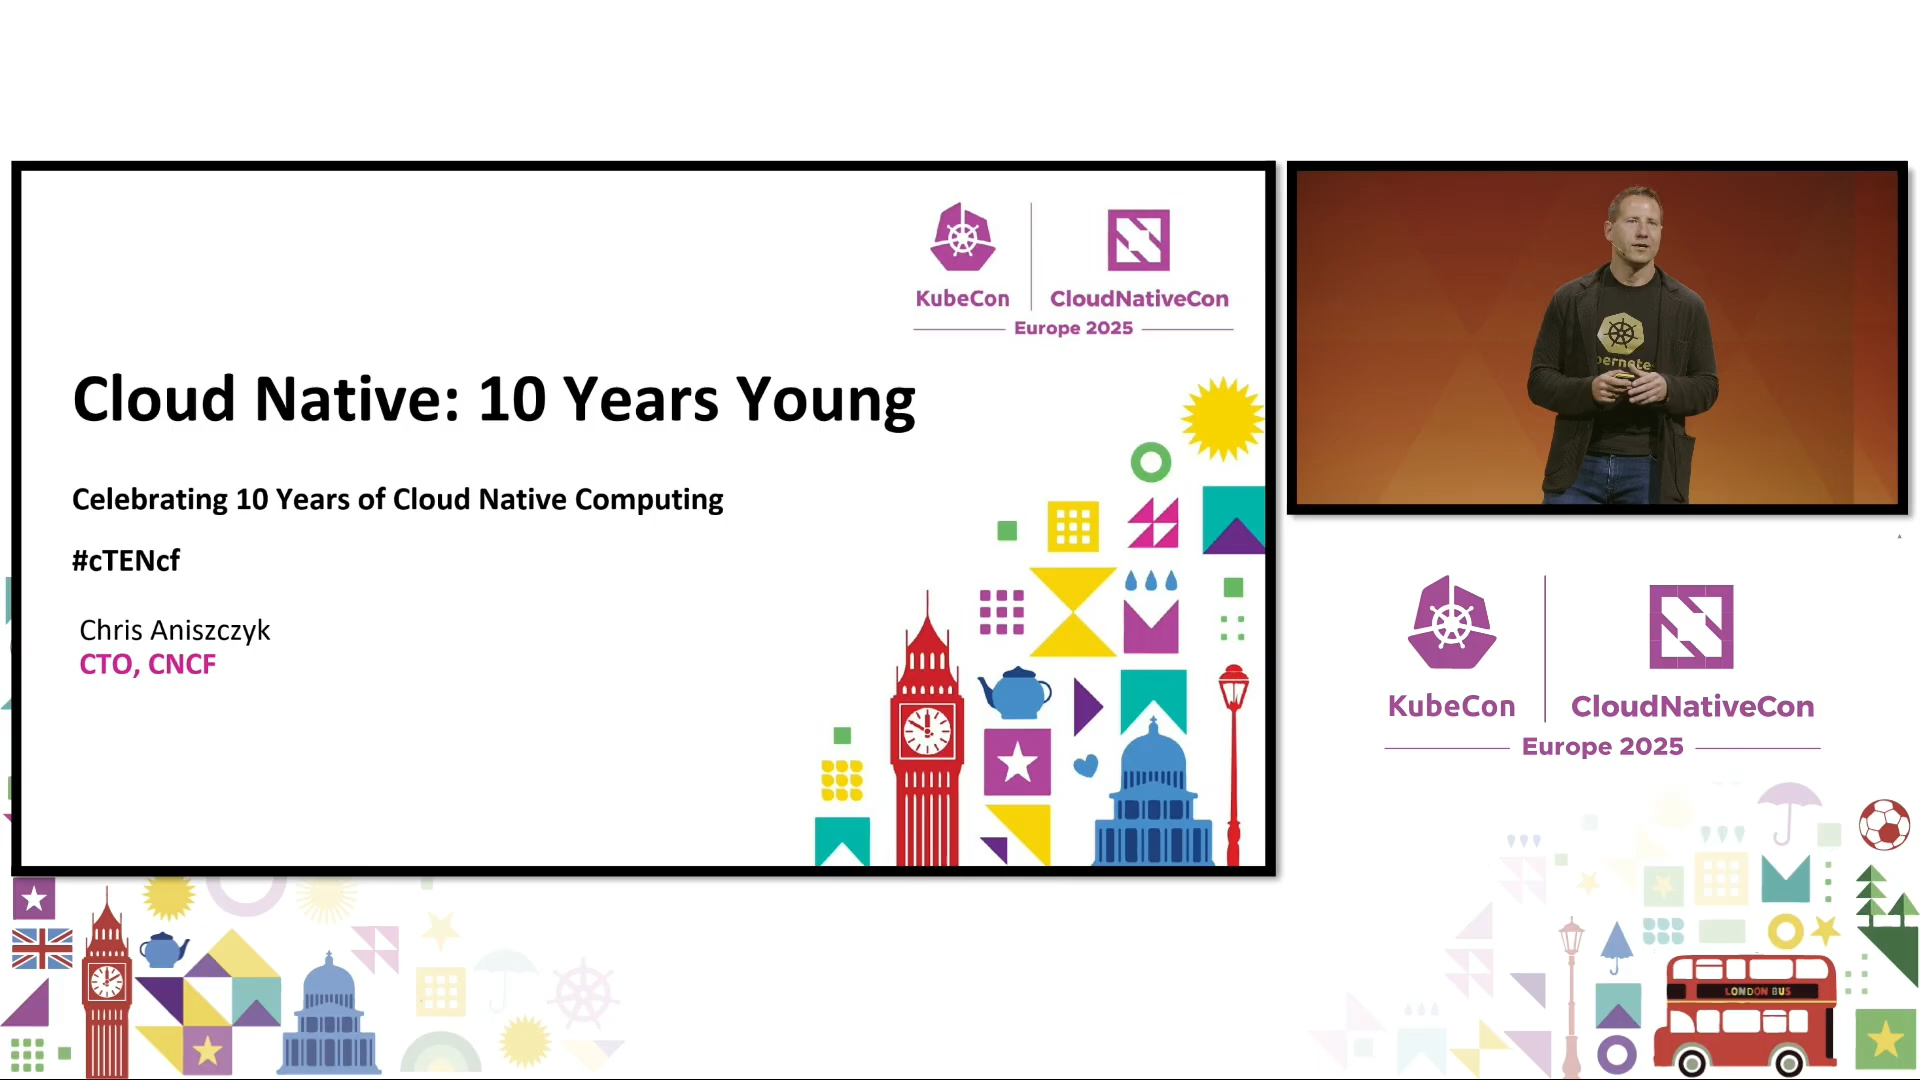 KubeCon
CloudNativeCon
Europe 2025
Cloud Native: 10 Years Young
Celebrating 10 Years of Cloud Native Computing
#cTENcf
Chris Aniszczyk
CTO, CNCF
KubeCon
CloudNativeCon
Europe 2025
LONDON BUS